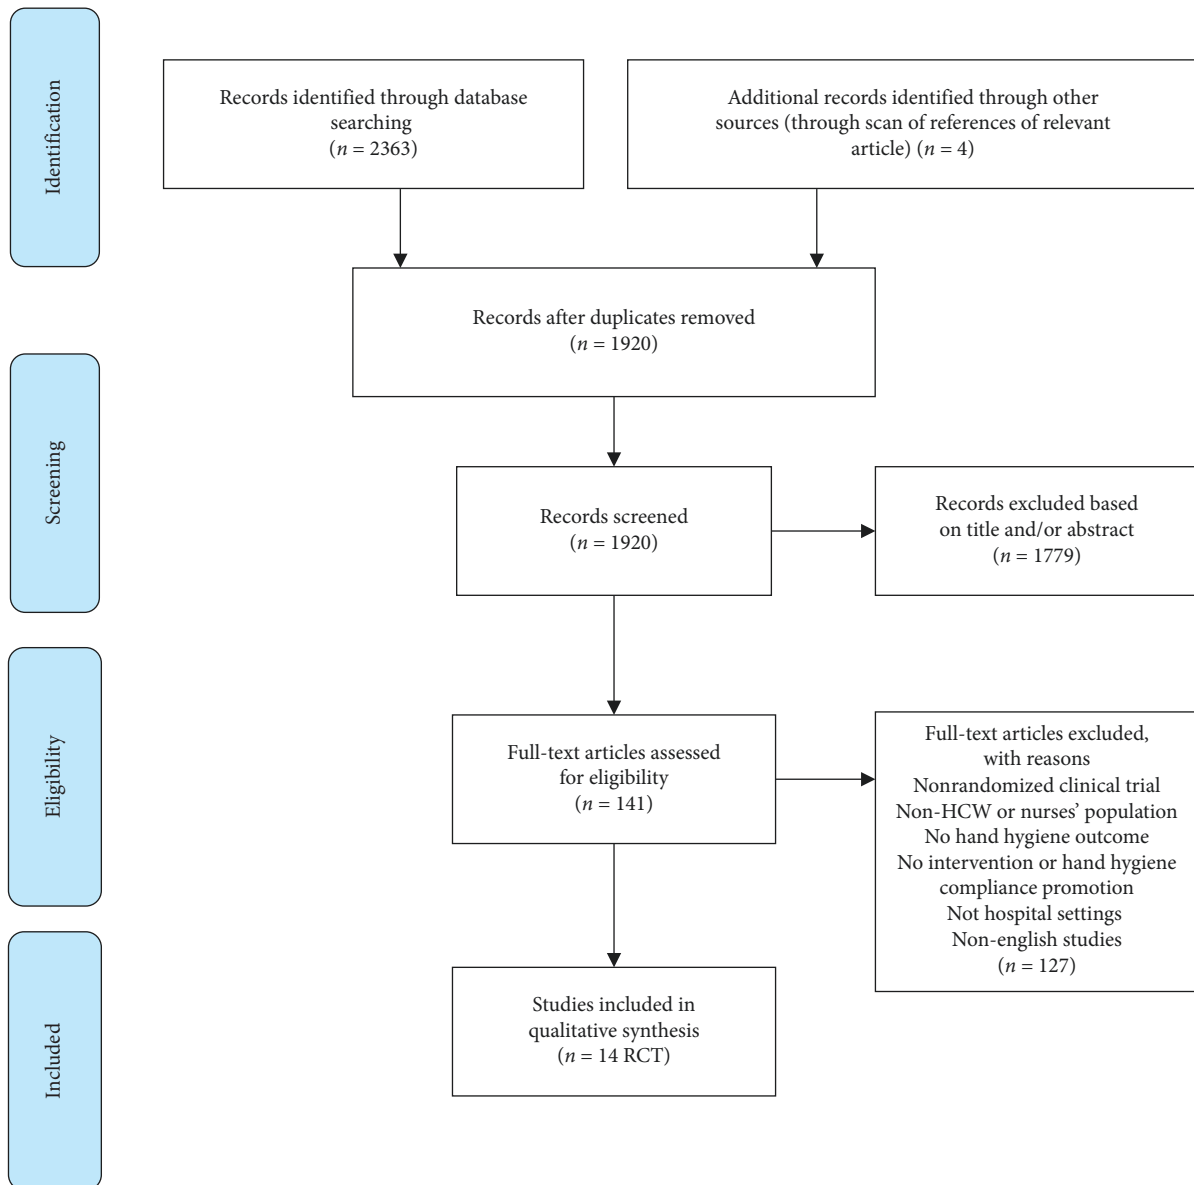 Identification
Records identified through database
searching
(n = 2363)
Additional records identified through other
sources (through scan of references of relevant
article) (n = 4)
Records after duplicates removed
(n = 1920)
Screening
Records screened
(n = 1920)
Records excluded based
on title and/or abstract
(n = 1779)
Eligibility
Full-text articles assessed
for eligibility
(n = 141)
Full-text articles excluded,
with reasons
Nonrandomized clinical trial
Non-HCW or nurses' population
No hand hygiene outcome
No intervention or hand hygiene
compliance promotion
Not hospital settings
Non-english studies
(n = 127)
Included
Studies included in
qualitative synthesis
(n = 14 RCT)